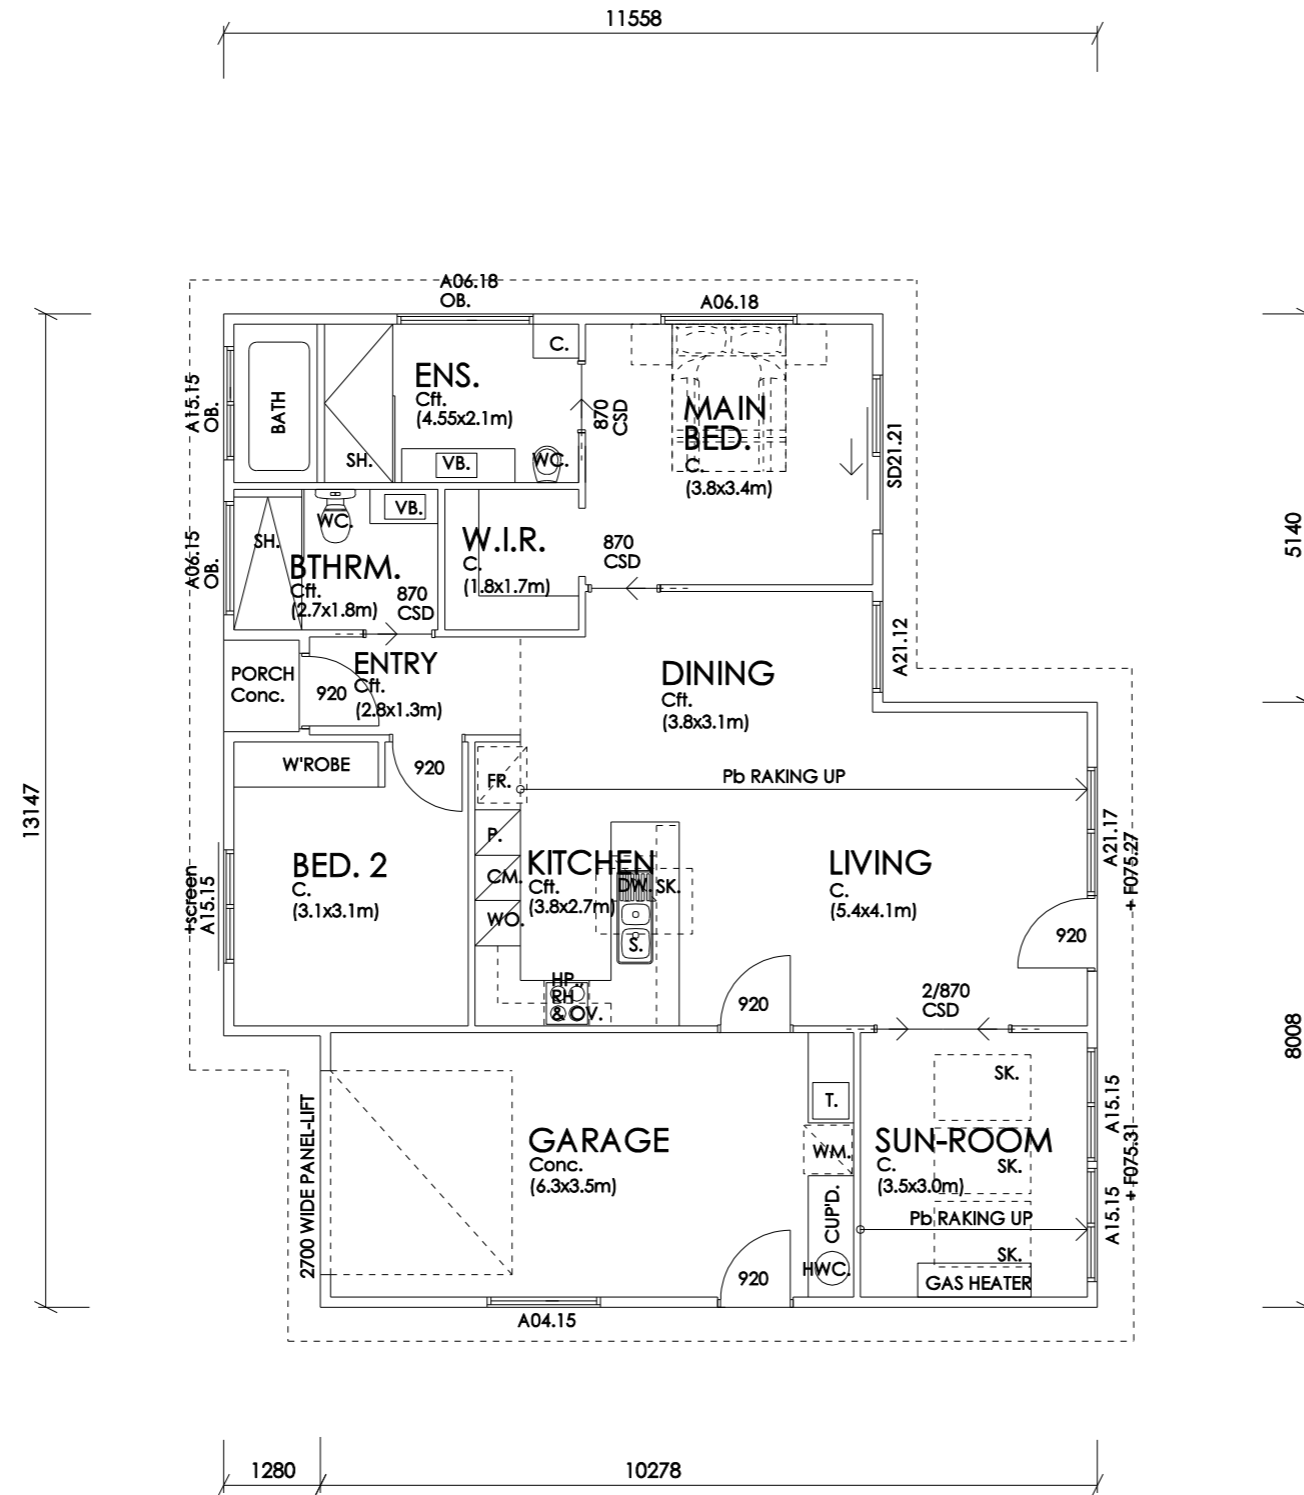 11558
A06.18
OB.
A06.18
A15.15
OB.
BATH
SH.
ENS.
Cft.
(4.55x2.1m)
C.
VB.
WC.
870
CSD
MAIN
BED.
C.
(3.8x3.4m)
SD21.21
5140
A06.15
OB.
SH.
WC.
VB.
BTHRM.
Cft.
(2.7x1.8m)
870
CSD
W.I.R.
C.
(1.8x1.7m)
870
CSD
A21.12
PORCH
Conc.
920
ENTRY
Cft.
(2.8x1.3m)
DINING
Cft.
(3.8x3.1m)
W'ROBE
920
FR.
Pb RAKING UP
13147
+screen
A15.15
BED. 2
C.
(3.1x3.1m)
P.
CM.
WO.
KITCHEN
Cft.
(3.8x2.7m)
DW.
SK.
S.
HP.,
RH
& OV.
LIVING
C.
(5.4x4.1m)
A21.17
+ F075.27
920
920
2/870
CSD
8008
2700 WIDE PANEL-LIFT
GARAGE
Conc.
(6.3x3.5m)
T.
WM.
CUP'D.
HWC.
920
SK.
SUN-ROOM
C.
(3.5x3.0m)
SK.
Pb RAKING UP
SK.
GAS HEATER
A15.15
A15.15
+ F075.31
A04.15
1280
10278